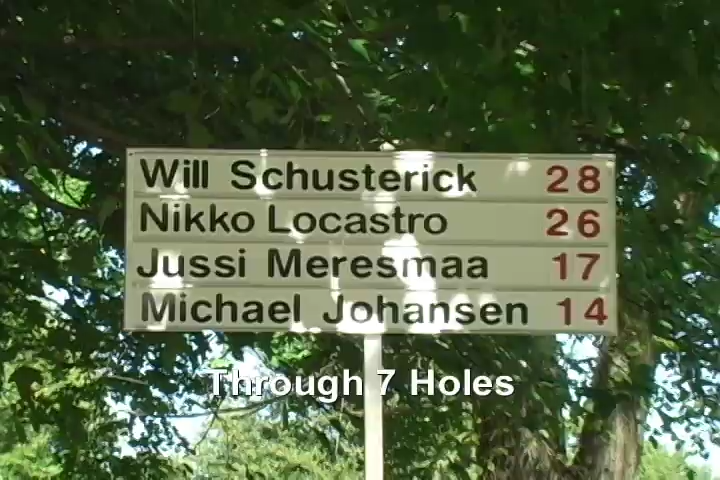 Will Schusterick 28
Nikko Locastro 26
Jussi Meresmaa 17
Michael Johansen 14
Through 7 Holes